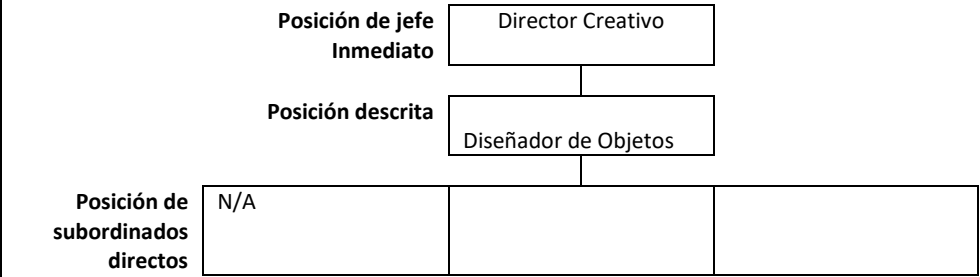 Posición de jefe Director Creativo
Inmediato
Posición descrita
Diseñador de Objetos
Posición de N/A
subordinados
directos